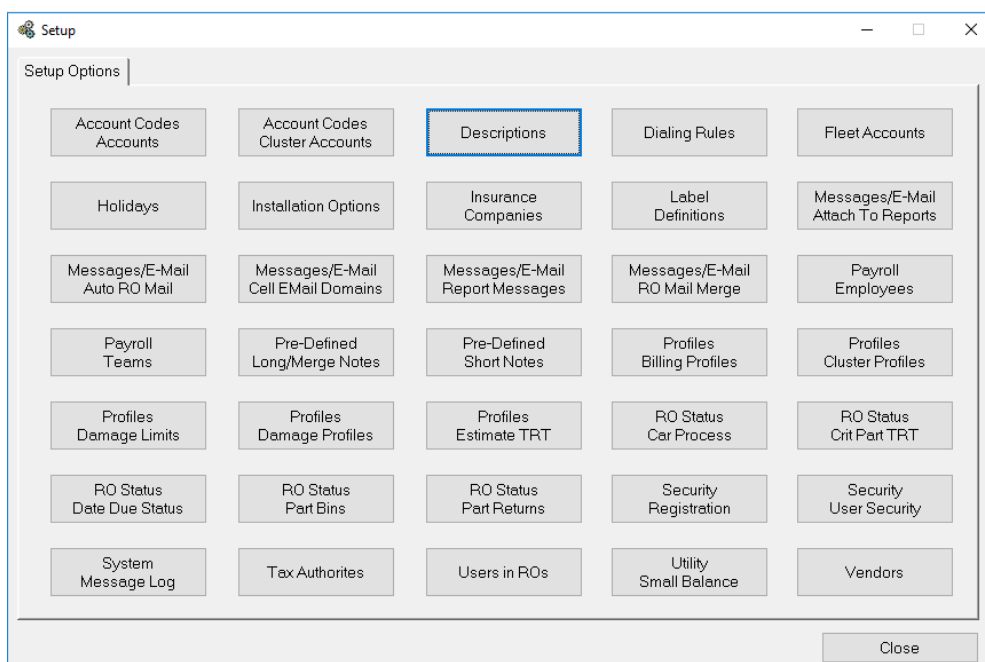 Setup
Setup Options
Account Codes
Accounts
Account Codes
Cluster Accounts
Descriptions
Dialing Rules
Fleet Accounts
Holidays
Installation Options
Insurance
Companies
Label
Definitions
Messages/E-Mail
Attach To Reports
Messages/E-Mail
Auto RO Mail
Messages/E-Mail
Cell EMail Domains
Messages/E-Mail
Report Messages
Messages/E-Mail
RO Mail Merge
Payroll
Employees
Payroll
Teams
Pre-Defined
Long/Merge Notes
Pre-Defined
Short Notes
Profiles
Billing Profiles
Profiles
Cluster Profiles
Profiles
Damage Limits
Profiles
Damage Profiles
Profiles
Estimate TRT
RO Status
Car Process
RO Status
Crit Part TRT
RO Status
Date Due Status
RO Status
Part Bins
RO Status
Part Returns
Security
Registration
Security
User Security
System
Message Log
Tax Authorites
Users in ROs
Utility
Small Balance
Vendors
Close